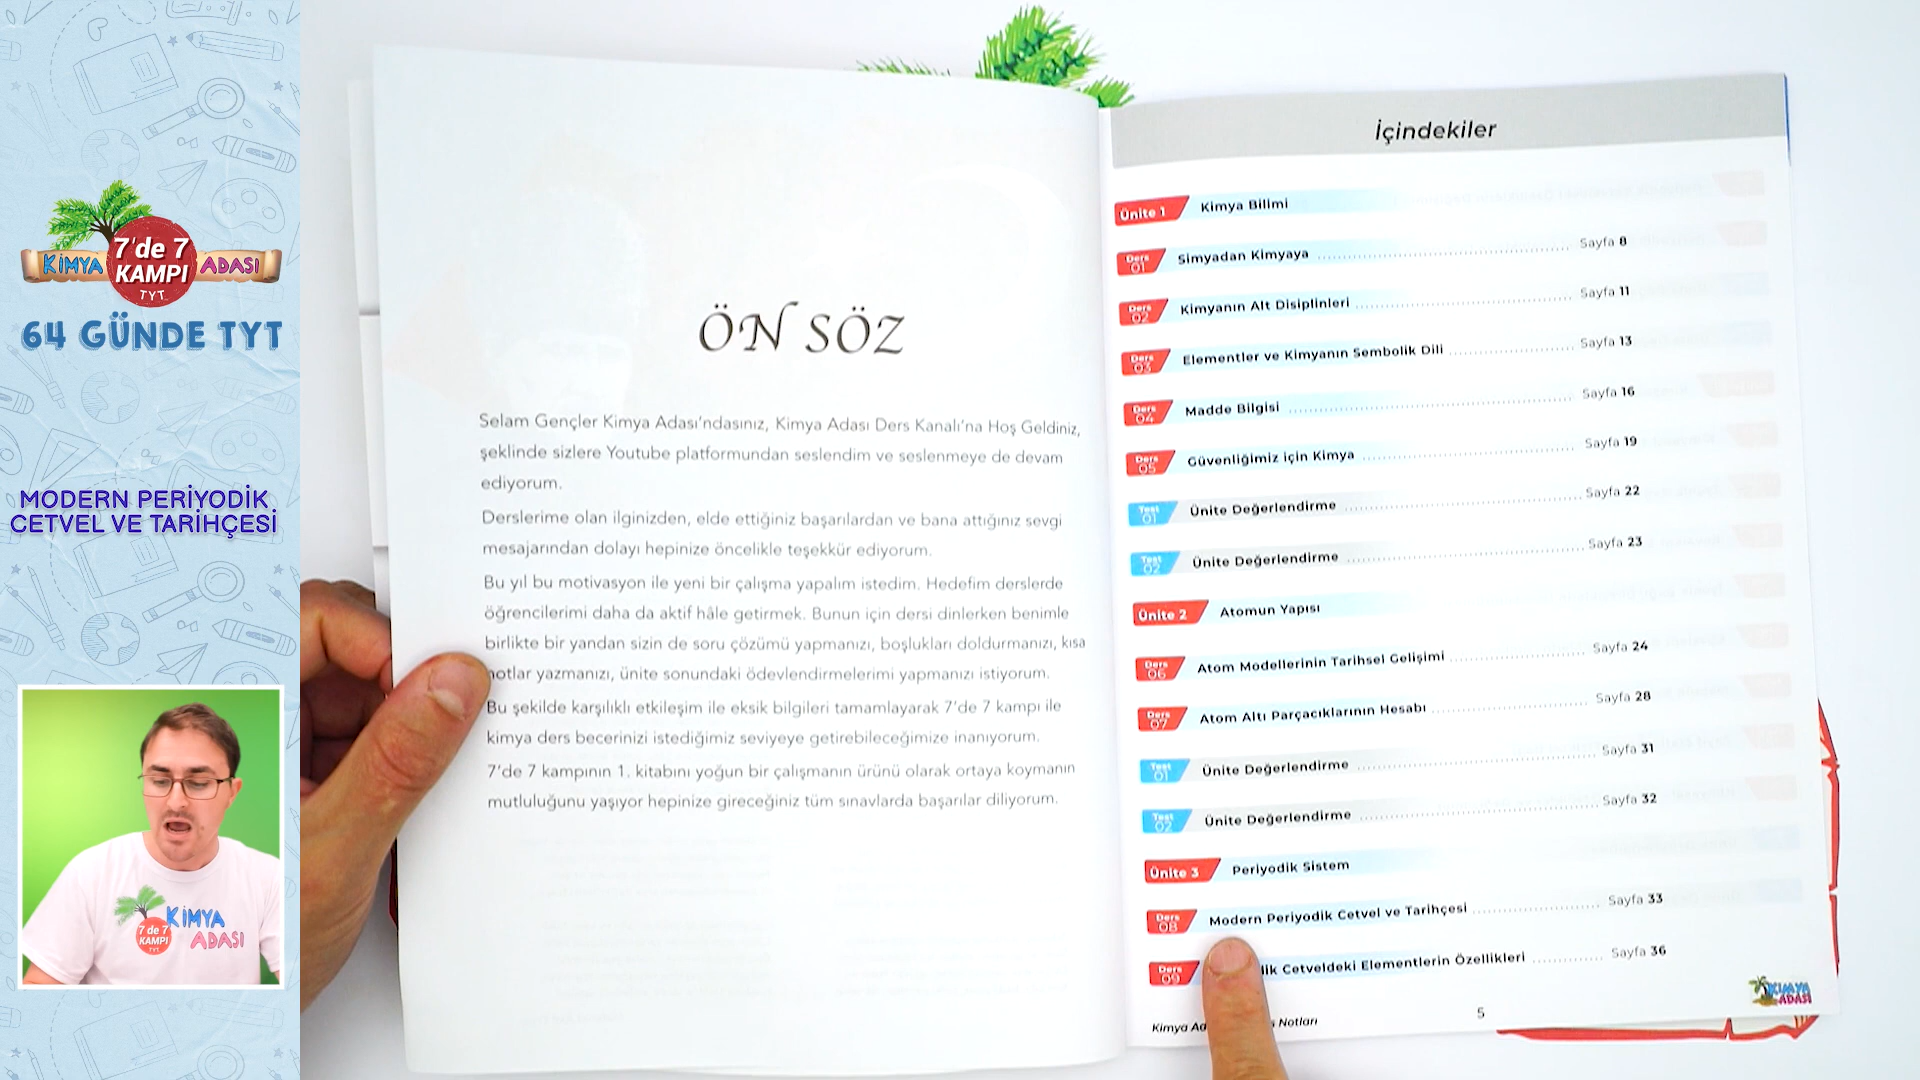 7'de 7
KİMYA KAMPI ADASI
TYT
64 GÜNDE TYT
MODERN PERİYODİK
CETVEL VE TARİHÇESİ
KİMYA
ADASI
7 de 7
KAMPI
TYT
ÖN SÖZ
Selam Gençler Kimya Adası'ndasınız, Kimya Adası Ders Kanalı'na Hoş Geldiniz,
şeklinde sizlere Youtube platformundan seslendim ve seslenmeye de devam
ediyorum.
Derslerime olan ilginizden, elde ettiğiniz başarılardan ve bana attığınız sevgi
mesajarından dolayı hepinize öncelikle teşekkür ediyorum.
Bu yıl bu motivasyon ile yeni bir çalışma yapalım istedim. Hedefim derslerde
öğrencilerimi daha da aktif hâle getirmek. Bunun için dersi dinlerken benimle
birlikte bir yandan sizin de soru çözümü yapmanızı, boşlukları doldurmanızı, kısa
notlar yazmanızı, ünite sonundaki ödevlendirmelerimi yapmanızı istiyorum.
Bu şekilde karşılıklı etkileşim ile eksik bilgileri tamamlayarak 7'de 7 kampı ile
kimya ders becerinizi istediğimiz seviyeye getirebileceğimize inanıyorum.
7'de 7 kampının 1. kitabını yoğun bir çalışmanın ürünü olarak ortaya koymanın
mutluluğunu yaşıyor hepinize gireceğiniz tüm sınavlarda başarılar diliyorum.
İçindekiler
Ünite 1 Kimya Bilimi
Ders 01 Simyadan Kimyaya Sayfa 8
Ders 02 Kimyanın Alt Disiplinleri Sayfa 11
Ders 03 Elementler ve Kimyanın Sembolik Dili Sayfa 13
Ders 04 Madde Bilgisi Sayfa 16
Ders 05 Güvenliğimiz için Kimya Sayfa 19
Test 01 Ünite Değerlendirme Sayfa 22
Test 02 Ünite Değerlendirme Sayfa 23
Ünite 2 Atomun Yapısı
Ders 06 Atom Modellerinin Tarihsel Gelişimi Sayfa 24
Ders 07 Atom Altı Parçacıklarının Hesabı Sayfa 28
Test 01 Ünite Değerlendirme Sayfa 31
Test 02 Ünite Değerlendirme Sayfa 32
Ünite 3 Periyodik Sistem
Ders 08 Modern Periyodik Cetvel ve Tarihçesi Sayfa 33
Ders 09 Cetveldeki Elementlerin Özellikleri Sayfa 36
Kimya Notları
5
KİMYA
ADASI